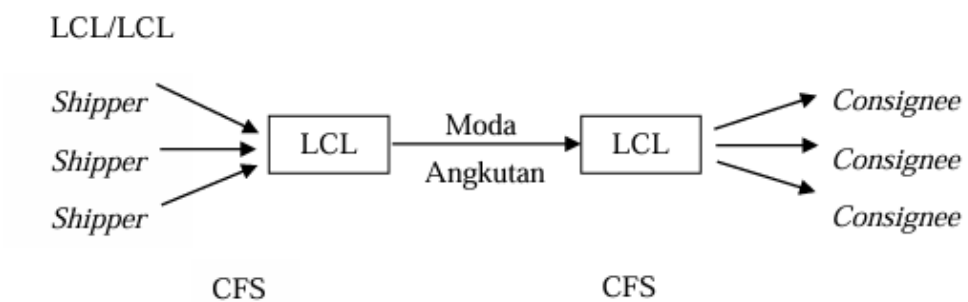 LCL/LCL
Shipper
Shipper
Shipper
LCL
Moda
Angkutan
LCL
Consignee
Consignee
Consignee
CFS
CFS